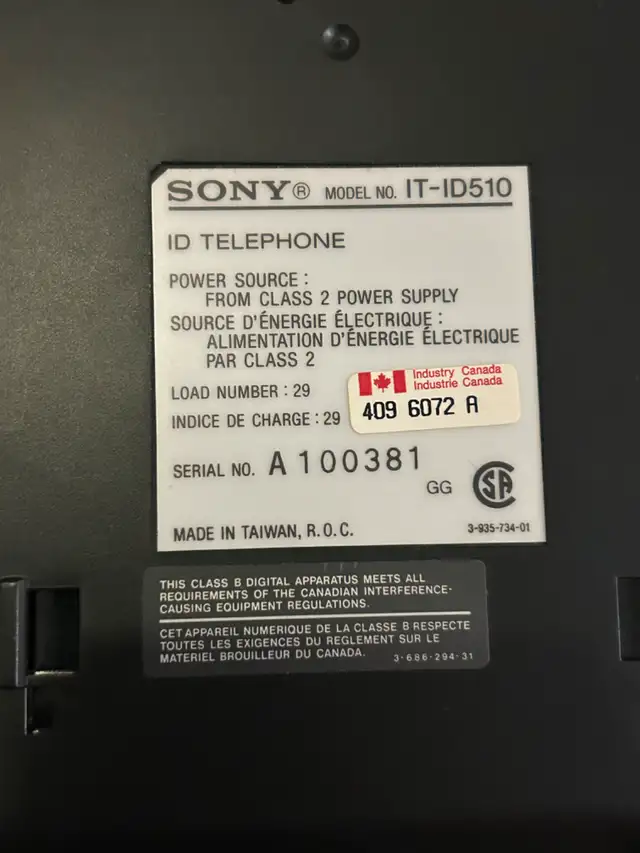 SONY® MODEL NO. IT-ID510
ID TELEPHONE
POWER SOURCE :
FROM CLASS 2 POWER SUPPLY
SOURCE D'ÉNERGIE ÉLECTRIQUE :
ALIMENTATION D'ÉNERGIE ÉLECTRIQUE
PAR CLASS 2
LOAD NUMBER : 29
INDICE DE CHARGE : 29
Industry Canada
Industrie Canada
409 6072 A
SERIAL NO. A 100381
GG
CSA
MADE IN TAIWAN, R.O.C.
3-935-734-01
THIS CLASS B DIGITAL APPARATUS MEETS ALL
REQUIREMENTS OF THE CANADIAN INTERFERENCE-
CAUSING EQUIPMENT REGULATIONS.
CET APPAREIL NUMERIQUE DE LA CLASSE B RESPECTE
TOUTES LES EXIGENCES DU REGLEMENT SUR LE
MATERIEL BROUILLEUR DU CANADA.
3-686-294-31